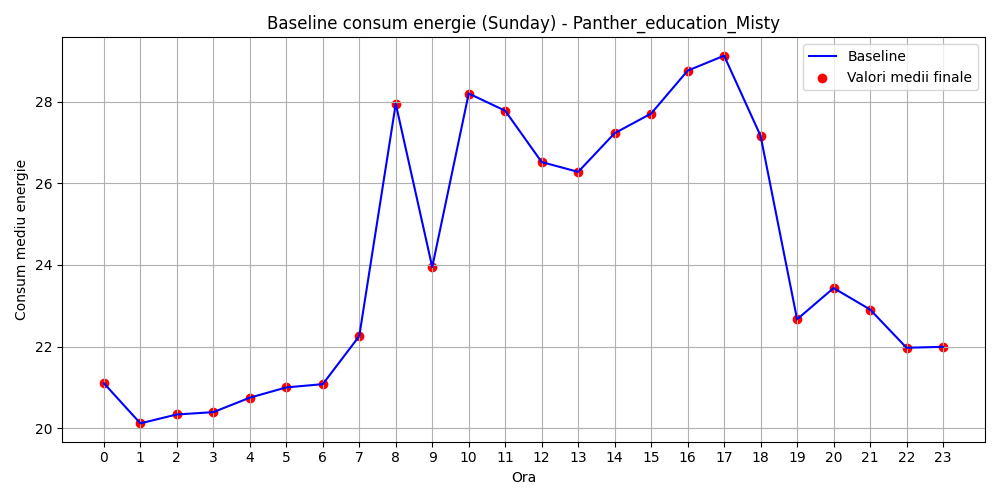 Baseline consum energie (Sunday) - Panther_education_Misty
Baseline
Valori medii finale
Consum mediu energie
28
26
24
22
20
0 1 2 3 4 5 6 7 8 9 10 11 12 13 14 15 16 17 18 19 20 21 22 23
Ora